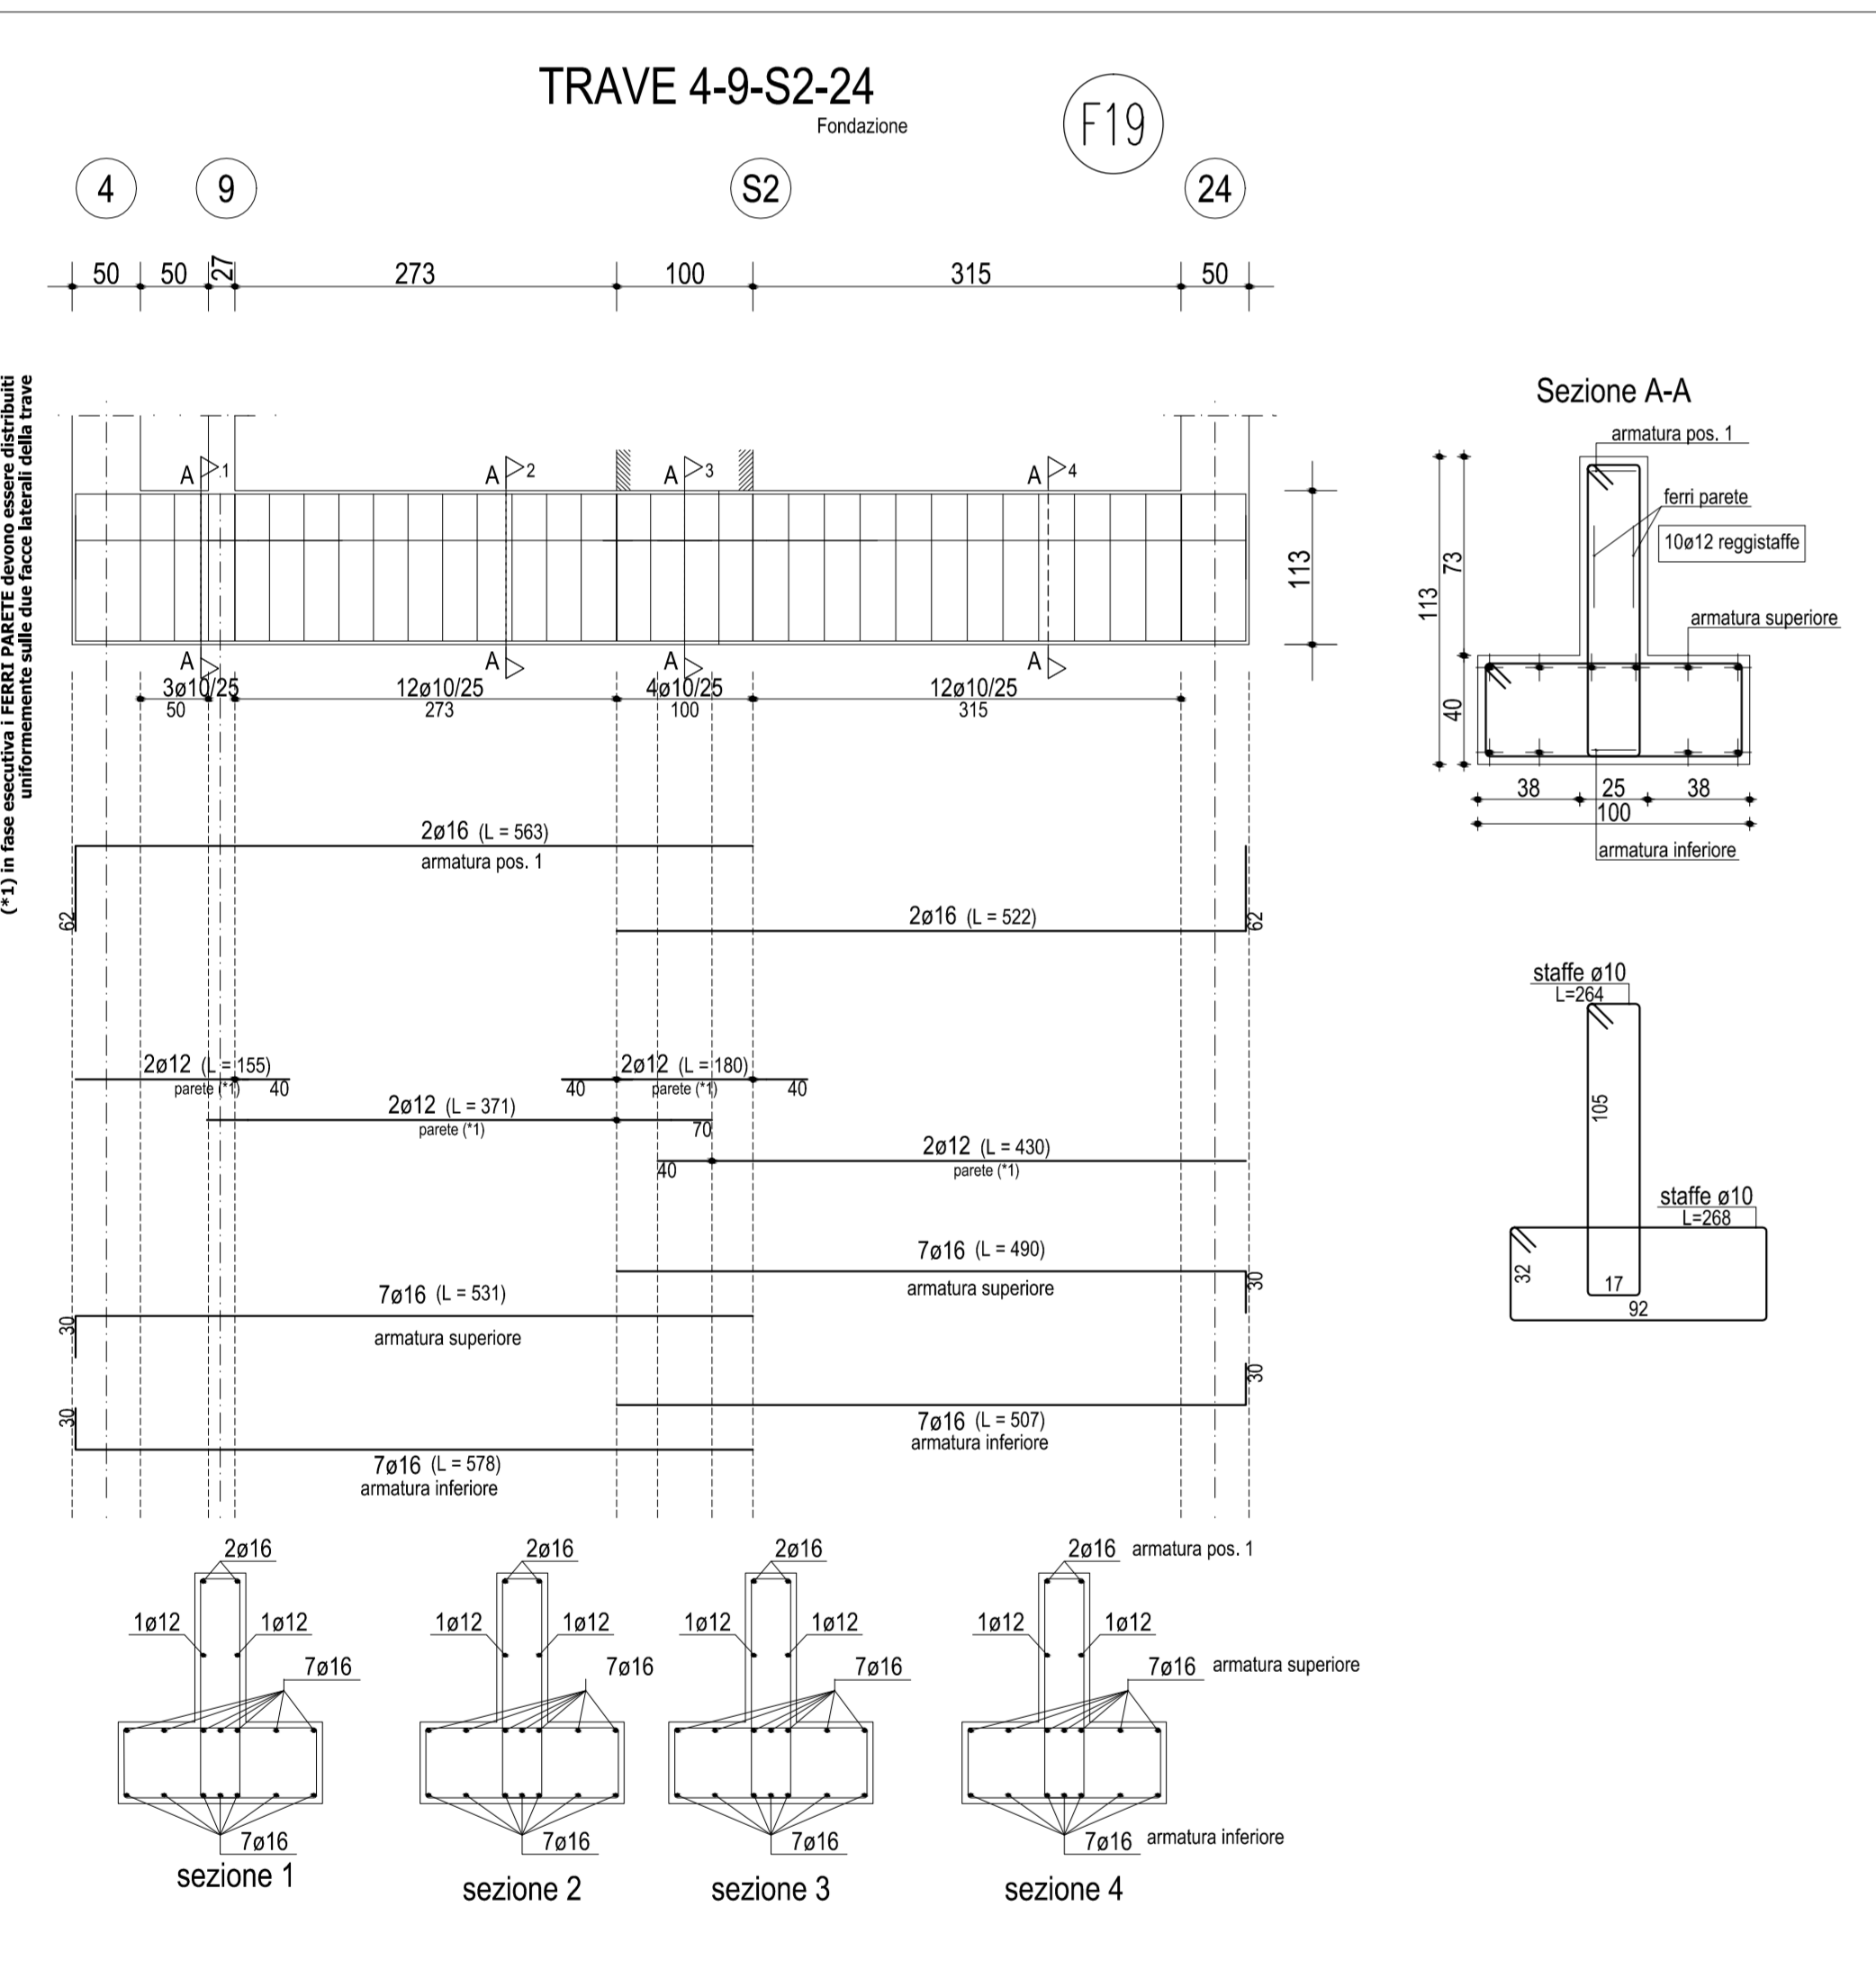 TRAVE 4-9-S2-24
Fondazione
F19
4
9
S2
24
50
50
27
273
100
315
50
(*1) in fase esecutiva i FERRI PARETE devono essere distribuiti
uniformemente sulle due facce laterali della trave
A 1
A 2
A 3
A 4
113
A
A
A
A
3ø10/25
50
12ø10/25
273
4ø10/25
100
12ø10/25
315
Sezione A-A
armatura pos. 1
ferri parete
10ø12 reggistaffe
armatura superiore
113
73
40
38
25
38
100
armatura inferiore
2ø16 (L = 563)
armatura pos. 1
62
2ø16 (L = 522)
62
2ø12 (L = 155)
parete (*1)
40
2ø12 (L = 180)
40
parete (*1)
40
2ø12 (L = 371)
parete (*1)
70
2ø12 (L = 430)
40
parete (*1)
staffe ø10
L=264
105
staffe ø10
L=268
32
17
92
7ø16 (L = 490)
armatura superiore
30
7ø16 (L = 531)
armatura superiore
30
30
7ø16 (L = 507)
armatura inferiore
30
7ø16 (L = 578)
armatura inferiore
2ø16
1ø12
1ø12
7ø16
7ø16
sezione 1
2ø16
1ø12
1ø12
7ø16
7ø16
sezione 2
2ø16
1ø12
1ø12
7ø16
7ø16
sezione 3
2ø16 armatura pos. 1
1ø12
1ø12
7ø16 armatura superiore
7ø16 armatura inferiore
sezione 4